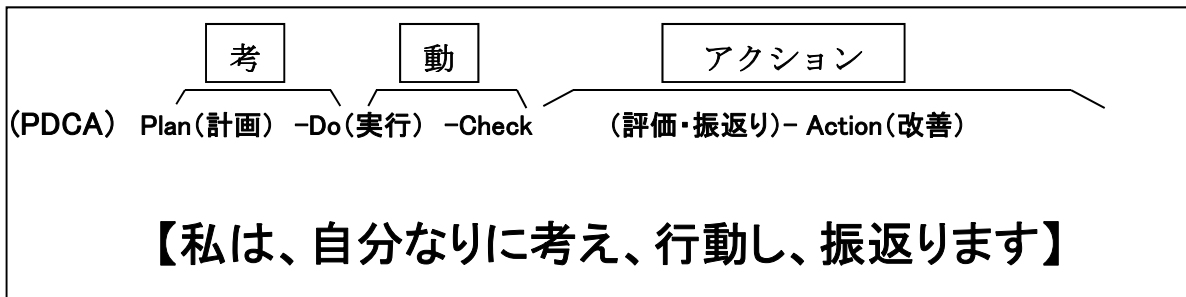 考 動 アクション
(PDCA) Plan(計画) -Do(実行) -Check (評価・振返り)- Action(改善)
【私は、自分なりに考え、行動し、振返ります】